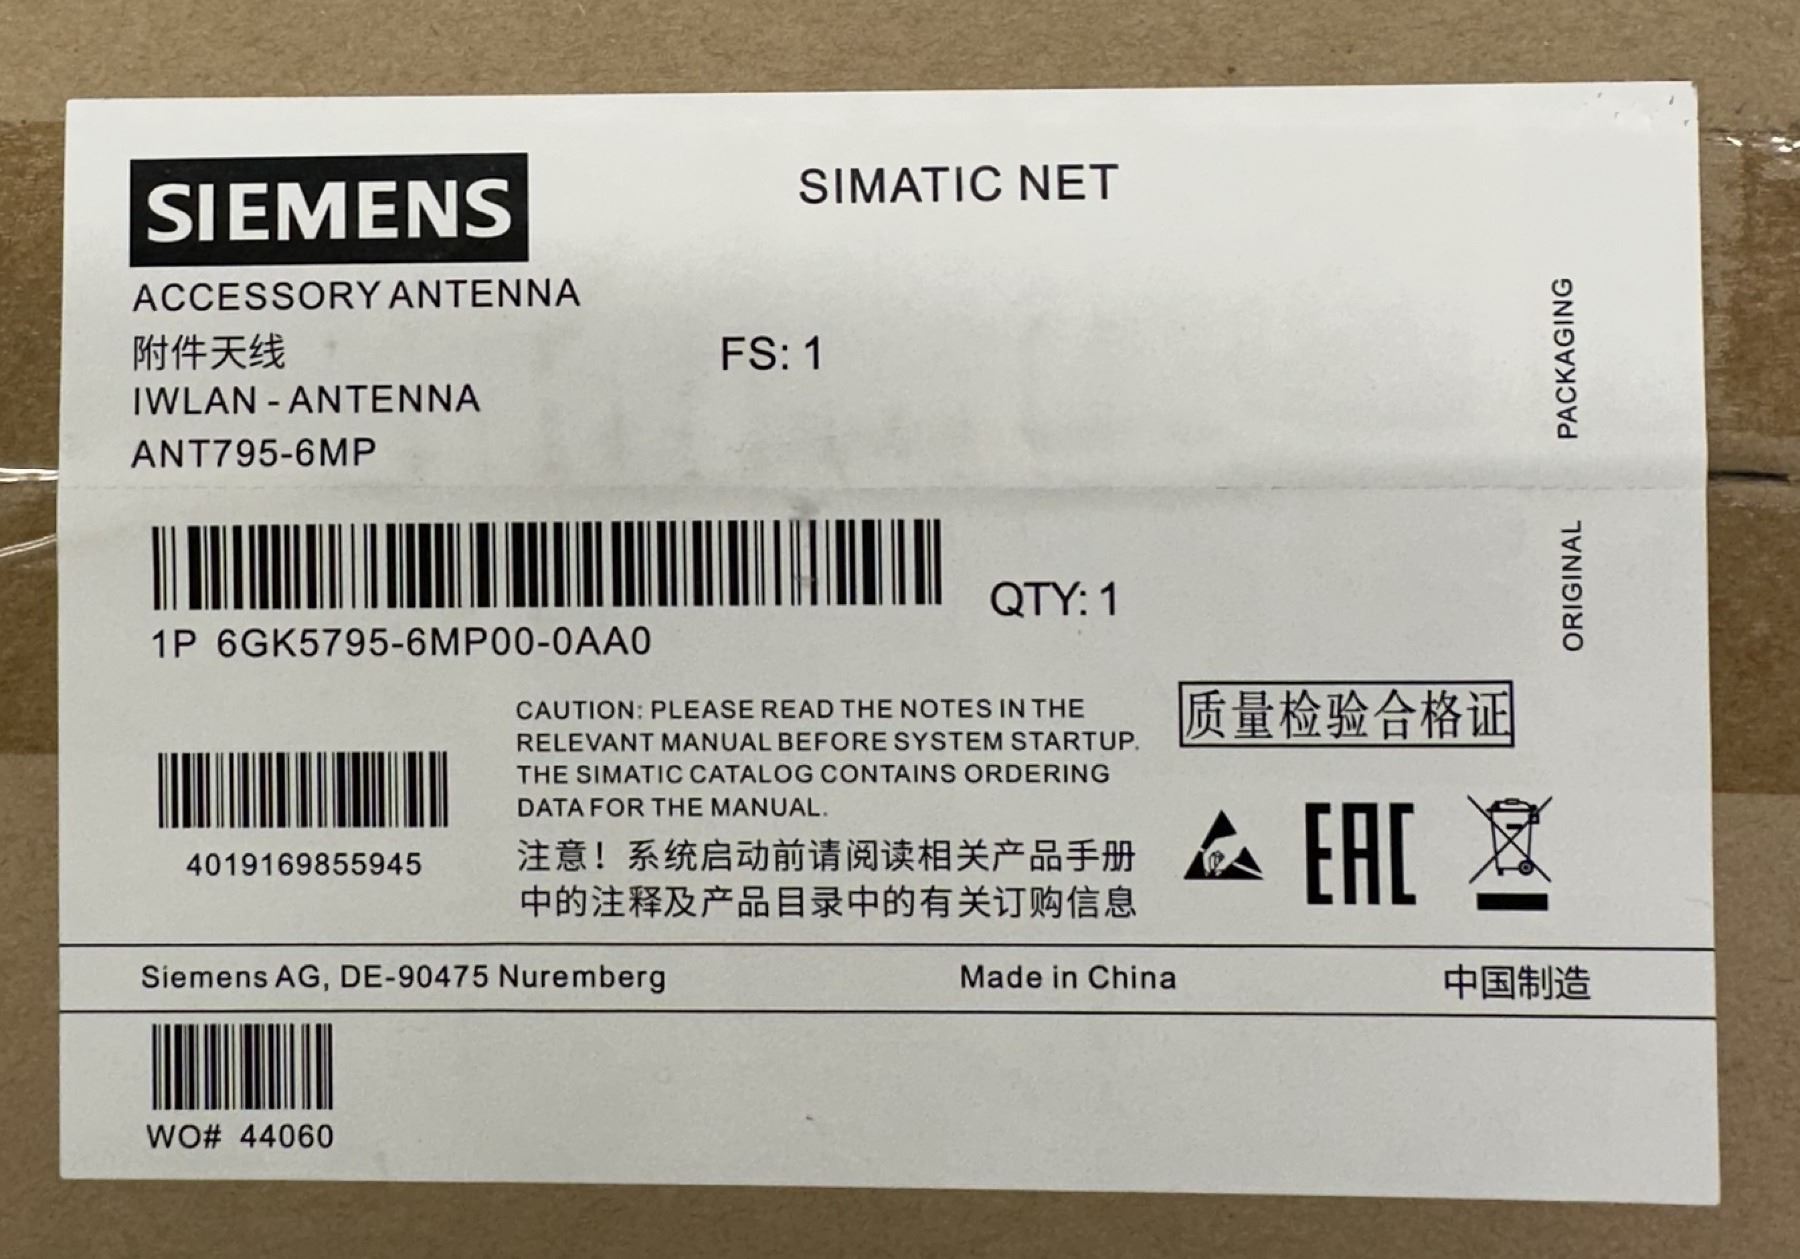 SIEMENS
SIMATIC NET
ACCESSORY ANTENNA
附件天线
FS: 1
IWLAN - ANTENNA
ANT795-6MP
PACKAGING
ORIGINAL
QTY: 1
1P 6GK5795-6MP00-0AA0
CAUTION: PLEASE READ THE NOTES IN THE
RELEVANT MANUAL BEFORE SYSTEM STARTUP.
THE SIMATIC CATALOG CONTAINS ORDERING
DATA FOR THE MANUAL.
质量检验合格证
4019169855945
注意！系统启动前请阅读相关产品手册
中的注释及产品目录中的有关订购信息
EAC
Siemens AG, DE-90475 Nuremberg
Made in China
中国制造
WO# 44060